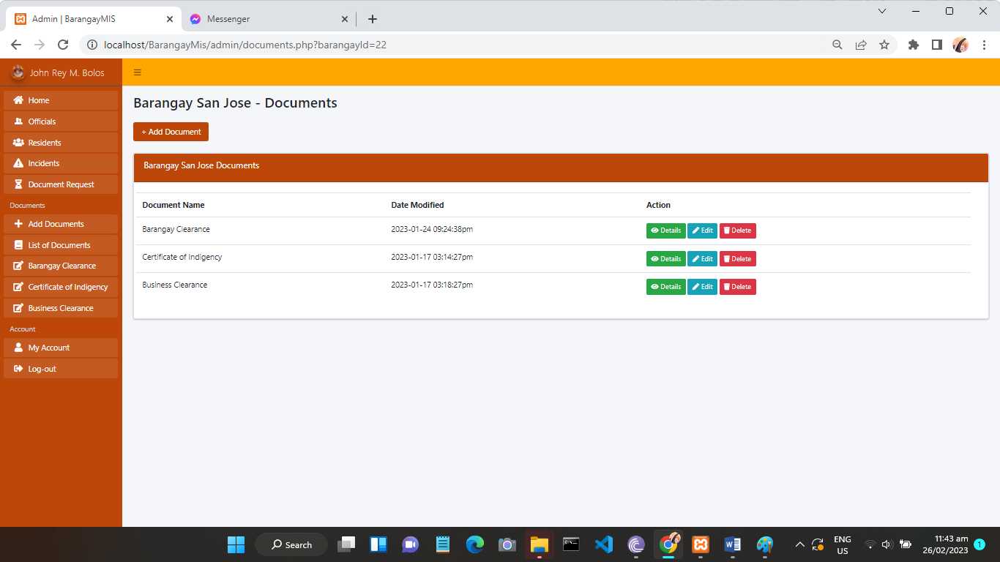 Admin | BarangayMIS
Messenger
localhost/BarangayMis/admin/documents.php?barangayId=22
John Rey M. Bolos
Home
Officials
Residents
Incidents
Document Request
Documents
Add Documents
List of Documents
Barangay Clearance
Certificate of Indigency
Business Clearance
Account
My Account
Log-out
Barangay San Jose - Documents
+ Add Document
Barangay San Jose Documents
Document Name Date Modified Action
Barangay Clearance 2023-01-24 09:24:38pm Details Edit Delete
Certificate of Indigency 2023-01-17 03:14:27pm Details Edit Delete
Business Clearance 2023-01-17 03:18:27pm Details Edit Delete
Search
ENG
US
11:43 am
26/02/2023
1